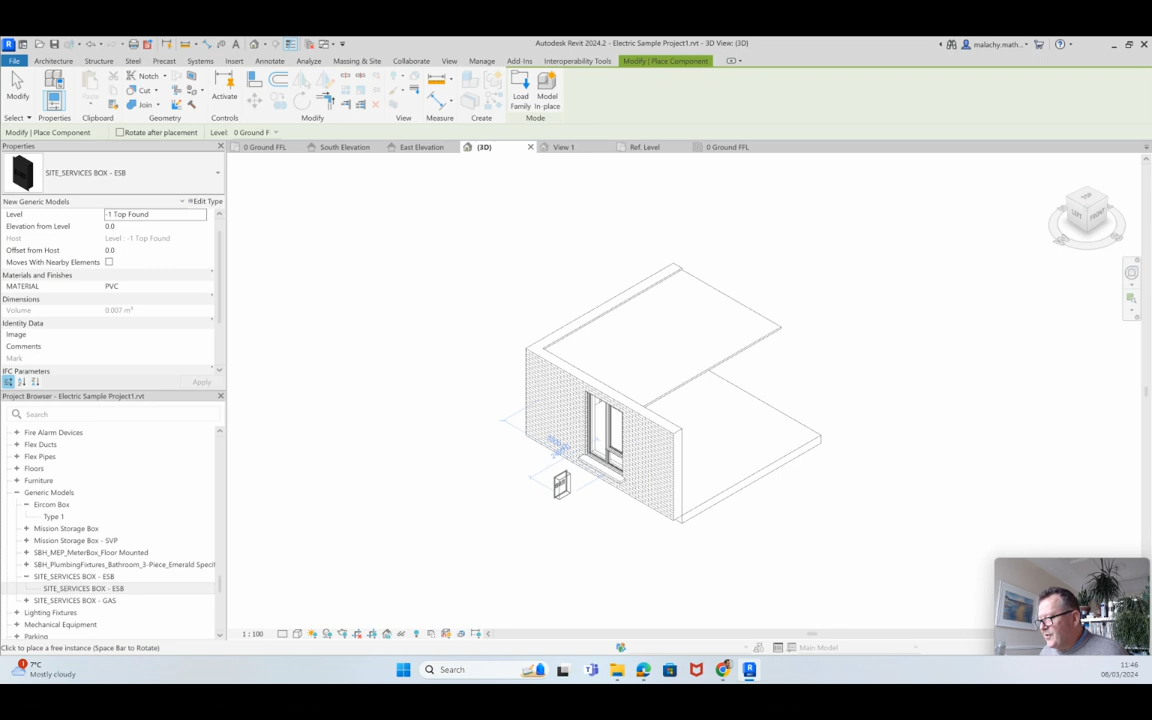 Autodesk Revit 2024.2 - Electric Sample Project1.rvt - 3D View: (3D)
malachy.math...
File Architecture Structure Steel Precast Systems Insert Annotate Analyze Massing & Site Collaborate View Manage Add-Ins Interoperability Tools Modify | Place Component
Modify Properties Paste Notch Cut Join Activate Load Family Model In-place
Select Properties Clipboard Geometry Controls Modify View Measure Create Mode
Modify | Place Component Rotate after placement Level: 0 Ground F
Properties
0 Ground FFL South Elevation East Elevation (3D) View 1 Ref. Level 0 Ground FFL
SITE_SERVICES BOX - ESB
New Generic Models Edit Type
Level -1 Top Found
Elevation from Level 0.0
Host Level : -1 Top Found
Offset from Host 0.0
Moves With Nearby Elements
Materials and Finishes
MATERIAL PVC
Dimensions
Volume 0.007 m³
Identity Data
Image
Comments
Mark
IFC Parameters
Apply
Project Browser - Electric Sample Project1.rvt
Search
Fire Alarm Devices
Flex Ducts
Flex Pipes
Floors
Furniture
Generic Models
Eircom Box
Type 1
Mission Storage Box
Mission Storage Box - SVP
SBH_MEP_MeterBox_Floor Mounted
SBH_PlumbingFixtures_Bathroom_3-Piece_Emerald Specif
SITE_SERVICES BOX - ESB
SITE_SERVICES BOX - ESB
SITE_SERVICES BOX - GAS
Lighting Fixtures
Mechanical Equipment
Parking
TOP
LEFT FRONT
1 : 100
Click to place a free instance (Space Bar to Rotate)
Main Model
7°C
Mostly cloudy
Search
11:46
08/03/2024